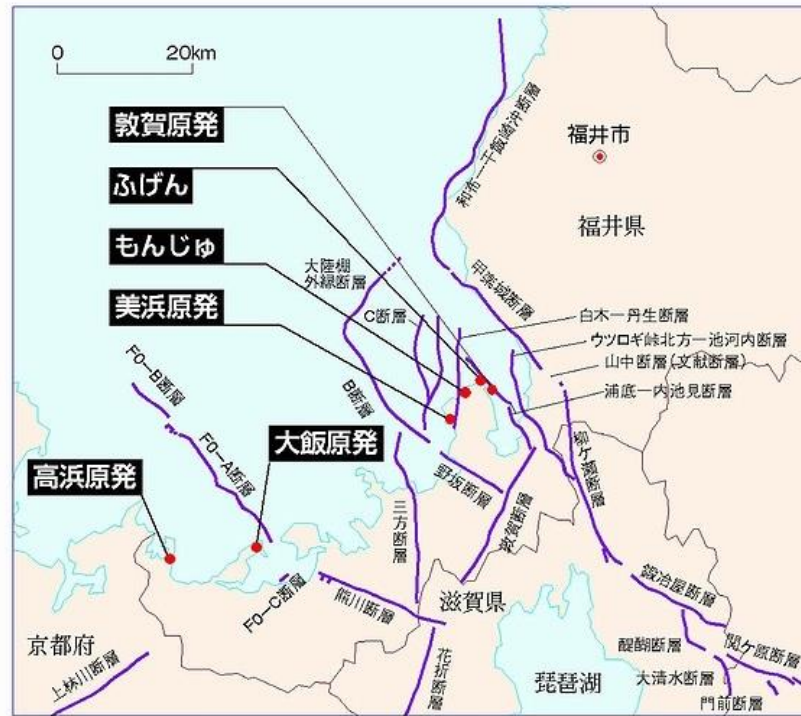 0 20km
敦賀原発
ふげん
もんじゅ
美浜原発
大飯原発
高浜原発
福井市
福井県
和布－干飯崎沖断層
甲楽城断層
大陸棚
外縁断層
C断層
B断層
白木－丹生断層
ウツロギ峠北方－池河内断層
山中断層(文献断層)
浦底－内池見断層
柳ケ瀬断層
FO－B断層
FO－A断層
野坂断層
三方断層
敦賀断層
FO－C断層
熊川断層
滋賀県
鍛冶屋断層
京都府
上林川断層
花折断層
琵琶湖
醍醐断層
関ケ原断層
大清水断層
門前断層